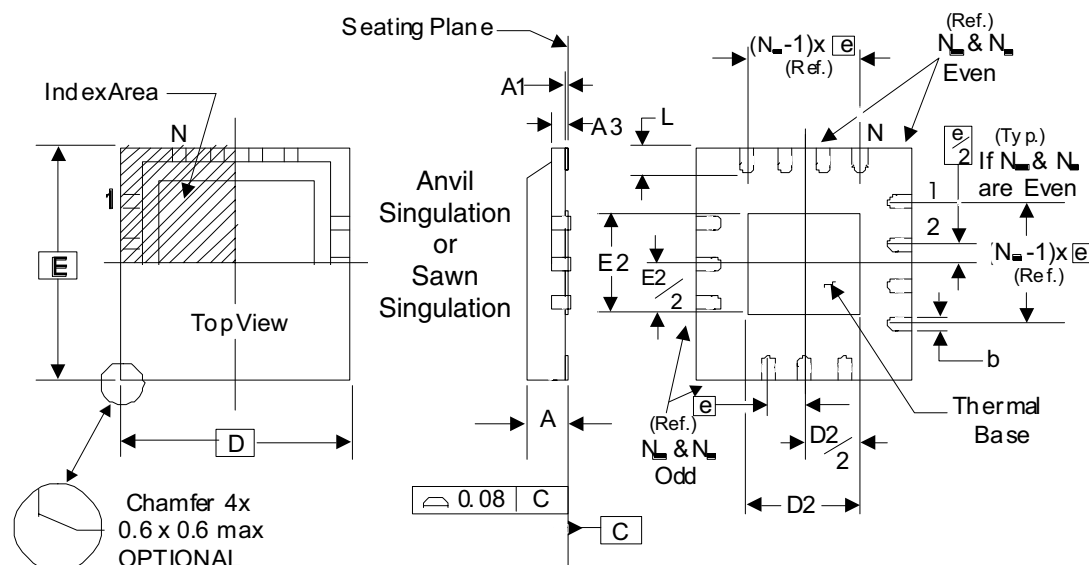 Seating Plane
(Ref.)
N & N
Even
(N -1)x e
(Ref.)
Index Area
A1
A3
L
N
N
e/2
(Typ.)
If N & N
are Even
1
1
2
Anvil
Singulation
or
Sawn
Singulation
E
E2
E2/2
(N -1)x e
(Ref.)
Top View
b
A
e
(Ref.)
N & N
Odd
D2/2
Thermal
Base
D
D2
0.08 C
C
Chamfer 4x
0.6 x 0.6 max
OPTIONAL